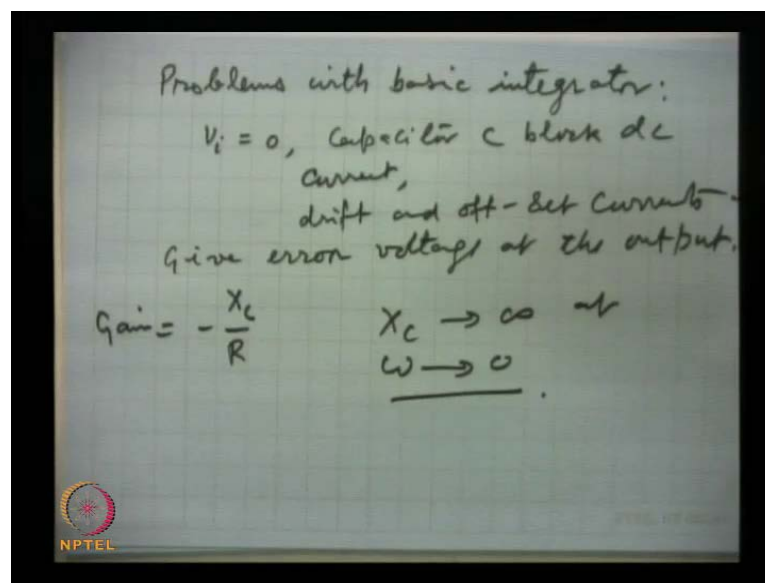 Problems with basic integrator:
Vi = 0, Capacitor C block dc
current,
drift and off-set currents
Give error voltage at the output.
Gain = - Xc / R
Xc → ∞ at
ω → 0
NPTEL